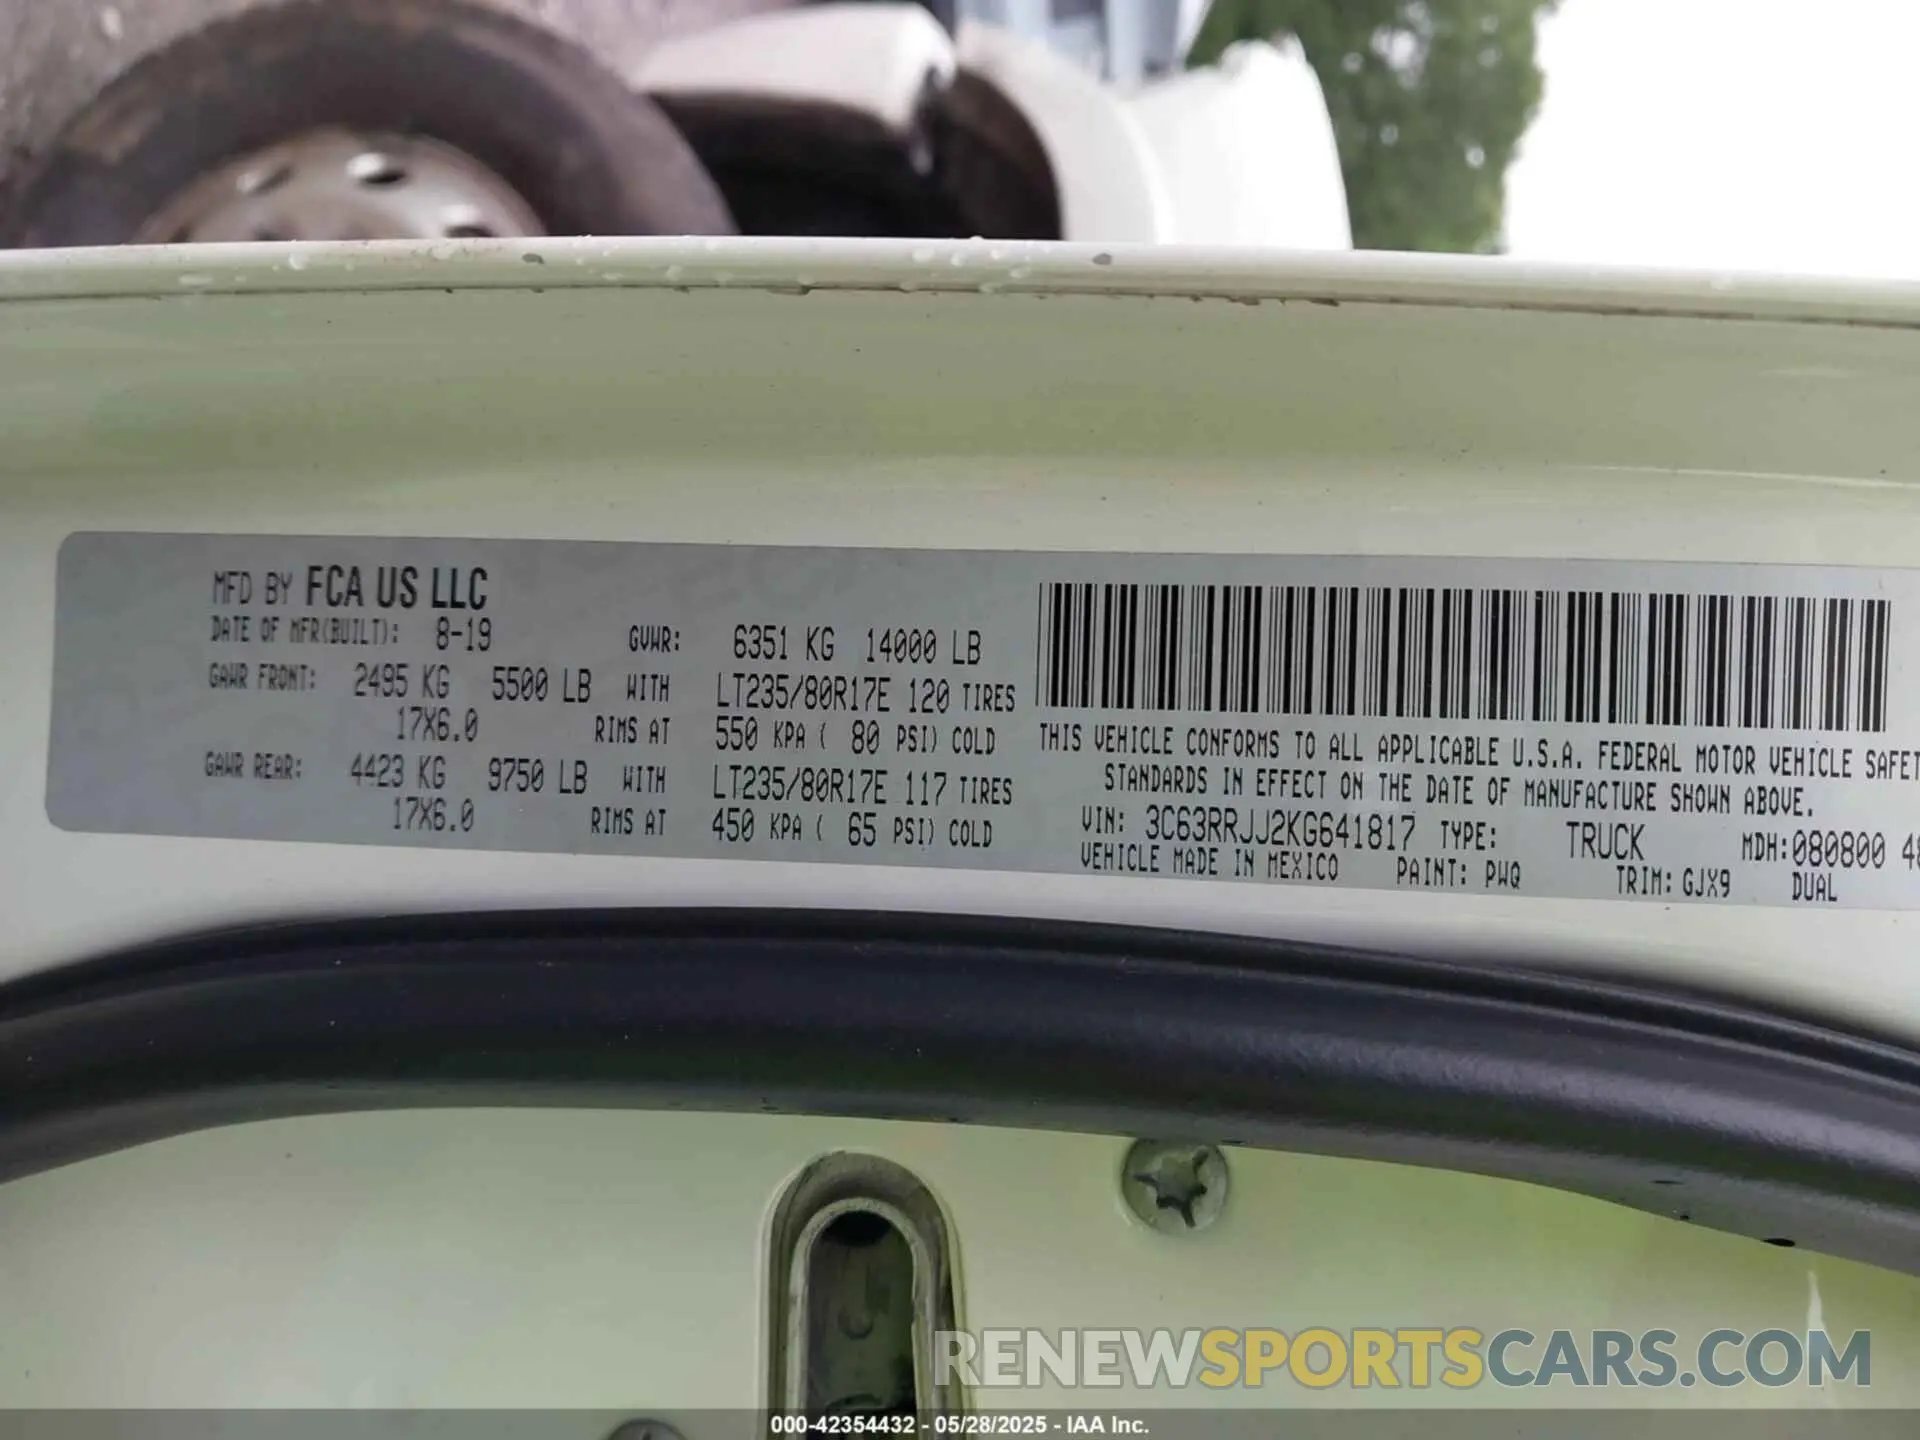 MFD BY FCA US LLC
DATE OF MFR(BUILT): 8-19 GVWR: 6351 KG 14000 LB
GAWR FRONT: 2495 KG 5500 LB WITH LT235/80R17E 120 TIRES
17X6.0 RIMS AT 550 KPA ( 80 PSI) COLD
GAWR REAR: 4423 KG 9750 LB WITH LT235/80R17E 117 TIRES
17X6.0 RIMS AT 450 KPA ( 65 PSI) COLD
THIS VEHICLE CONFORMS TO ALL APPLICABLE U.S.A. FEDERAL MOTOR VEHICLE SAFET
STANDARDS IN EFFECT ON THE DATE OF MANUFACTURE SHOWN ABOVE.
VIN: 3C63RRJJ2KG641817 TYPE: TRUCK MDH:080800 48
VEHICLE MADE IN MEXICO PAINT: PWQ TRIM: GJX9 DUAL
RENEWSPORTSCARS.COM
000-42354432 - 05/28/2025 - IAA Inc.